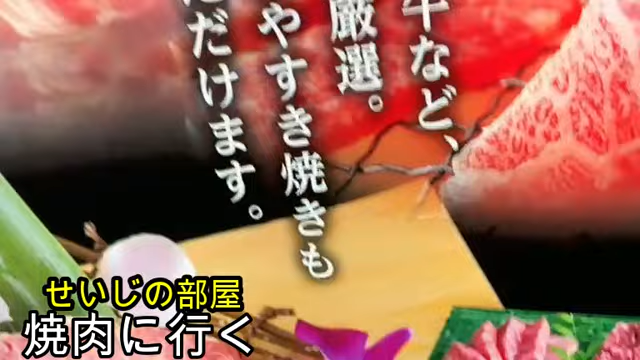 牛など、
厳選。
やすき焼きも
ただけます。
せいじの部屋
焼肉に行く